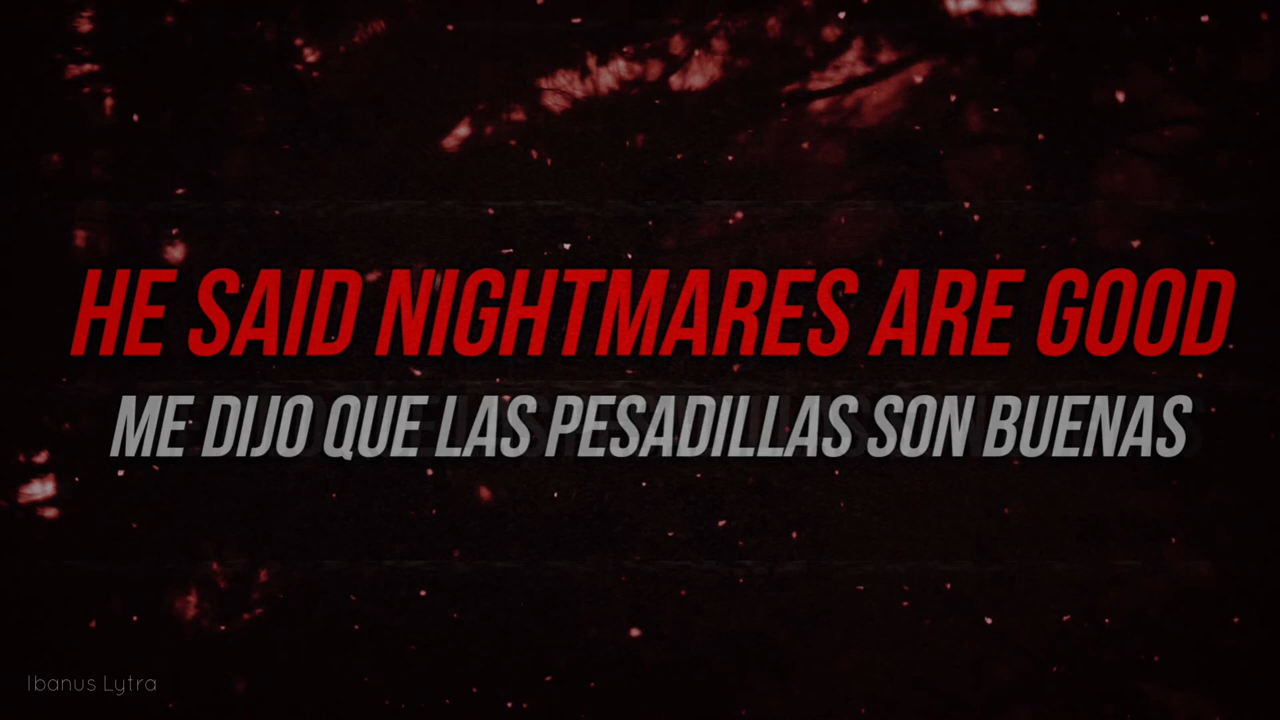 HE SAID NIGHTMARES ARE GOOD
ME DIJO QUE LAS PESADILLAS SON BUENAS
Ibanus Lytra